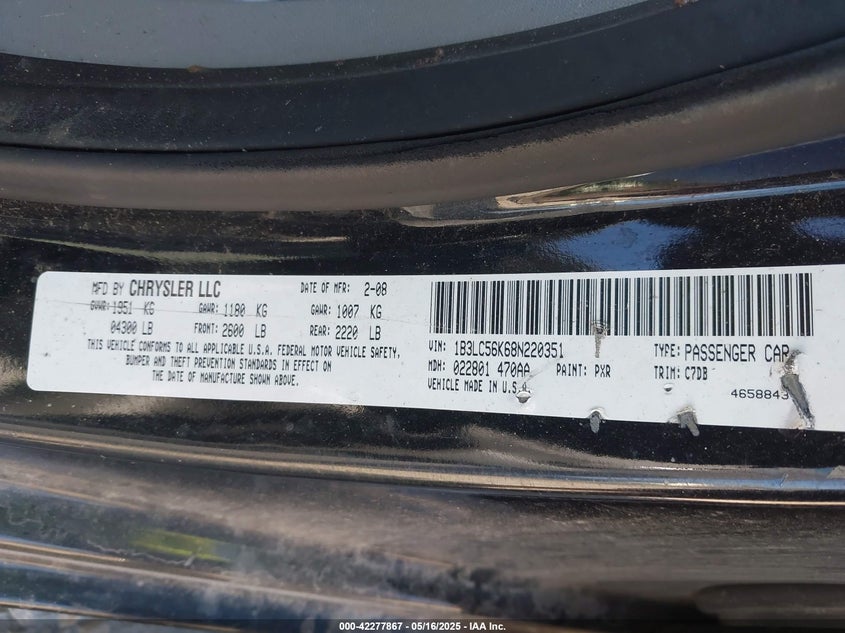 MFD BY CHRYSLER LLC DATE OF MFR: 2-08
GVWR: 1951 KG GAWR: 1180 KG GAWR: 1007 KG
04300 LB FRONT: 2600 LB REAR: 2220 LB
THIS VEHICLE CONFORMS TO ALL APPLICABLE U.S.A. FEDERAL MOTOR VEHICLE SAFETY,
BUMPER AND THEFT PREVENTION STANDARDS IN EFFECT ON
THE DATE OF MANUFACTURE SHOWN ABOVE.
VIN: 1B3LC56K68N220351 TYPE: PASSENGER CAR
MDH: 022801 470AA PAINT: PXR TRIM: C7DB
VEHICLE MADE IN U.S.A.
4658843
000-42277867 - 05/16/2025 - IAA Inc.